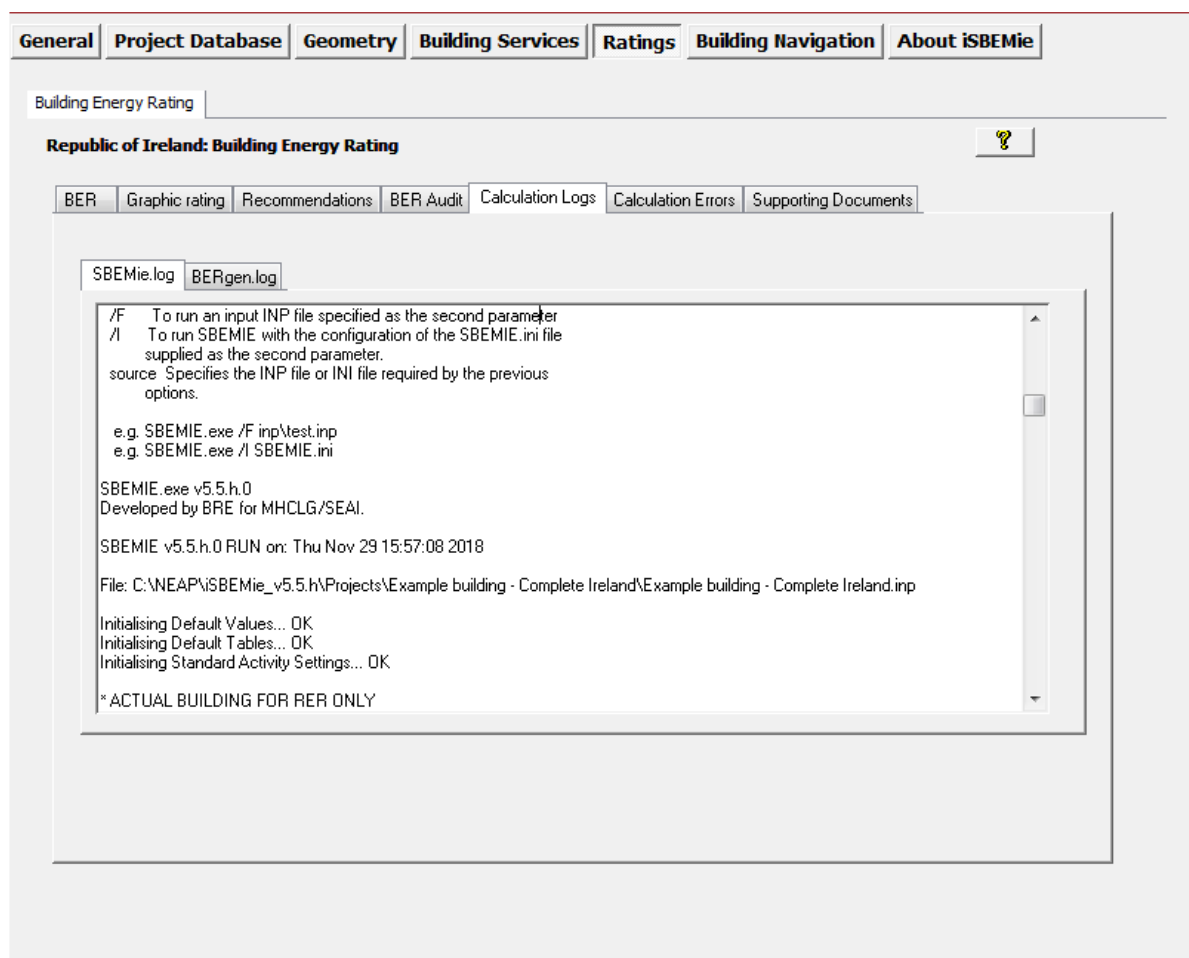 General Project Database Geometry Building Services Ratings Building Navigation About iSBEMie
Building Energy Rating
Republic of Ireland: Building Energy Rating
?
BER Graphic rating Recommendations BER Audit Calculation Logs Calculation Errors Supporting Documents
SBEMie.log BERgen.log
/F To run an input INP file specified as the second parameter
/I To run SBEMIE with the configuration of the SBEMIE.ini file
supplied as the second parameter.
source Specifies the INP file or INI file required by the previous
options.
e.g. SBEMIE.exe /F inp\test.inp
e.g. SBEMIE.exe /I SBEMIE.ini
SBEMIE.exe v5.5.h.0
Developed by BRE for MHCLG/SEAI.
SBEMIE v5.5.h.0 RUN on: Thu Nov 29 15:57:08 2018
File: C:\NEAP\iSBEMie_v5.5.h\Projects\Example building - Complete Ireland\Example building - Complete Ireland.inp
Initialising Default Values... OK
Initialising Default Tables... OK
Initialising Standard Activity Settings... OK
* ACTUAL BUILDING FOR RER ONLY